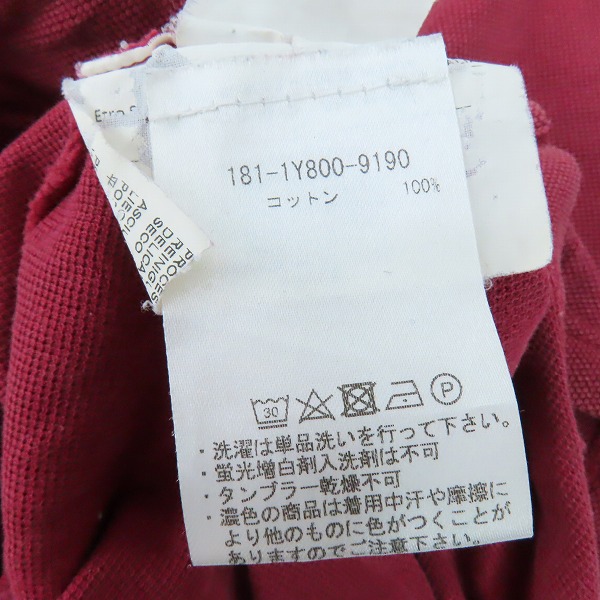 181-1Y800-9190
コットン 100%
30 P
・洗濯は単品洗いを行って下さい。
・蛍光増白剤入洗剤は不可
・タンブラー乾燥不可
・濃色の商品は着用中汗や摩擦に
より他のものに色がつくことが
ありますのでご注意下さい。